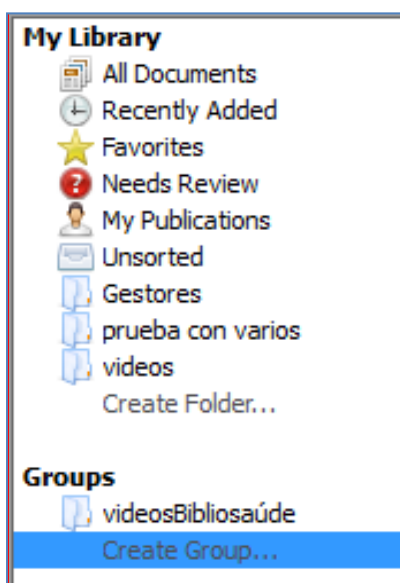 My Library
All Documents
Recently Added
Favorites
? Needs Review
My Publications
Unsorted
Gestores
prueba con varios
videos
Create Folder...
Groups
videosBibliosaúde
Create Group...